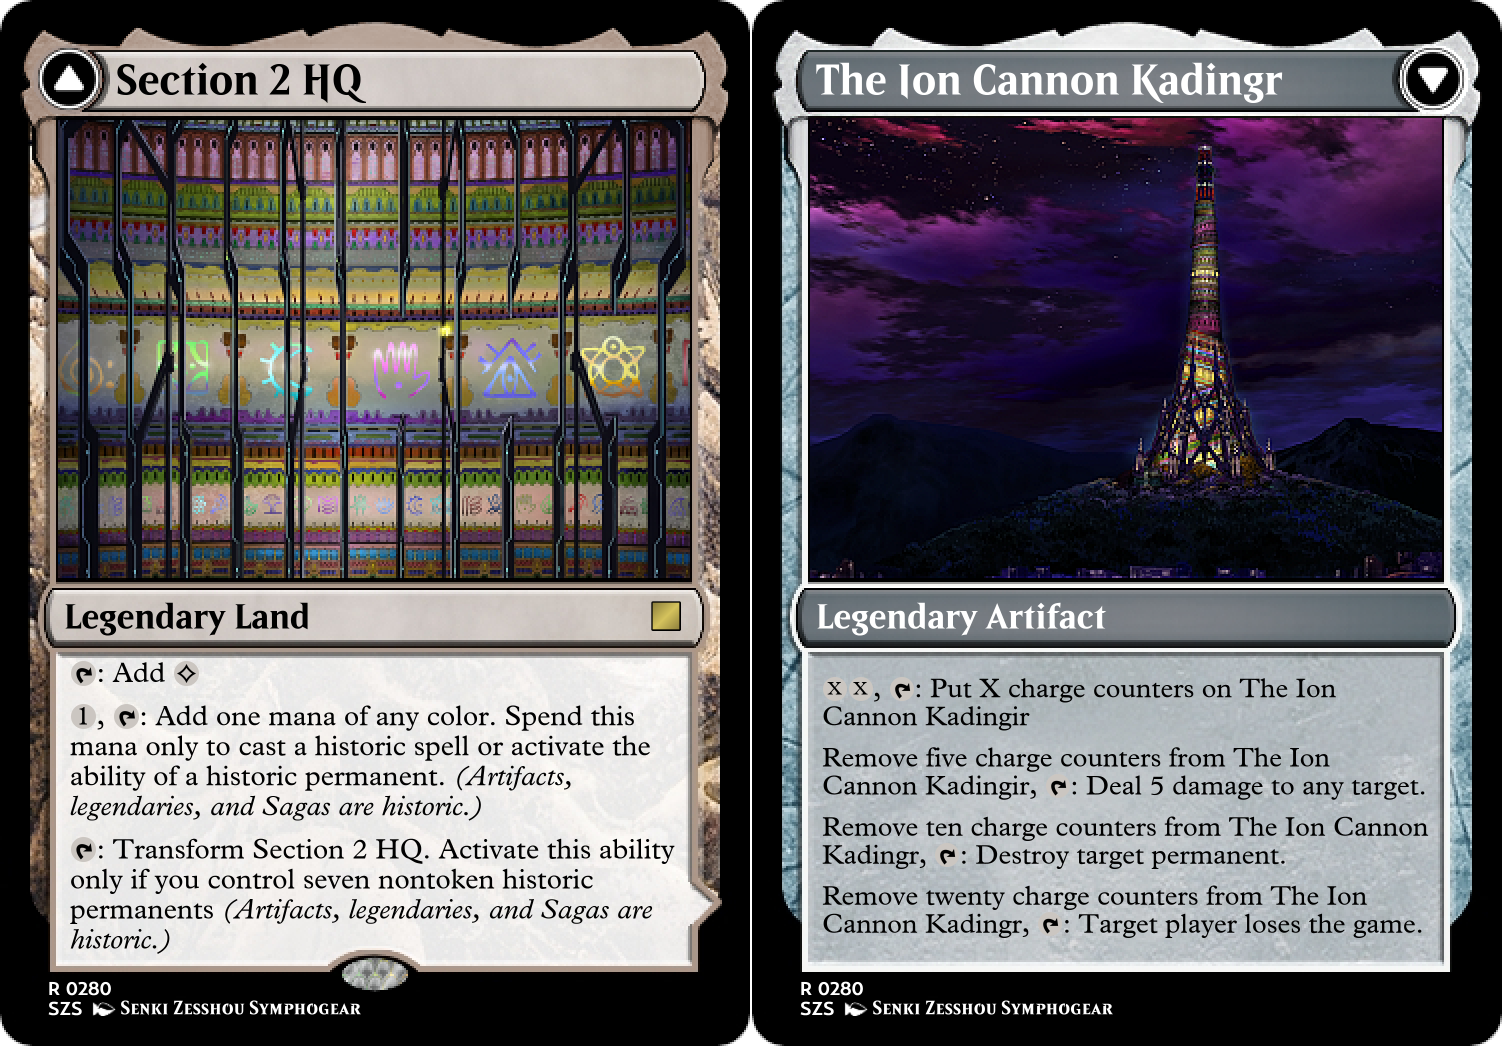 Section 2 HQ
Legendary Land
: Add
1, : Add one mana of any color. Spend this
mana only to cast a historic spell or activate the
ability of a historic permanent. (Artifacts,
legendaries, and Sagas are historic.)
: Transform Section 2 HQ. Activate this ability
only if you control seven nontoken historic
permanents (Artifacts, legendaries, and Sagas are
historic.)
R 0280
SZS Senki Zesshou Symphogear
The Ion Cannon Kadingr
Legendary Artifact
X X, : Put X charge counters on The Ion
Cannon Kadingir
Remove five charge counters from The Ion
Cannon Kadingir, : Deal 5 damage to any target.
Remove ten charge counters from The Ion Cannon
Kadingr, : Destroy target permanent.
Remove twenty charge counters from The Ion
Cannon Kadingr, : Target player loses the game.
R 0280
SZS Senki Zesshou Symphogear